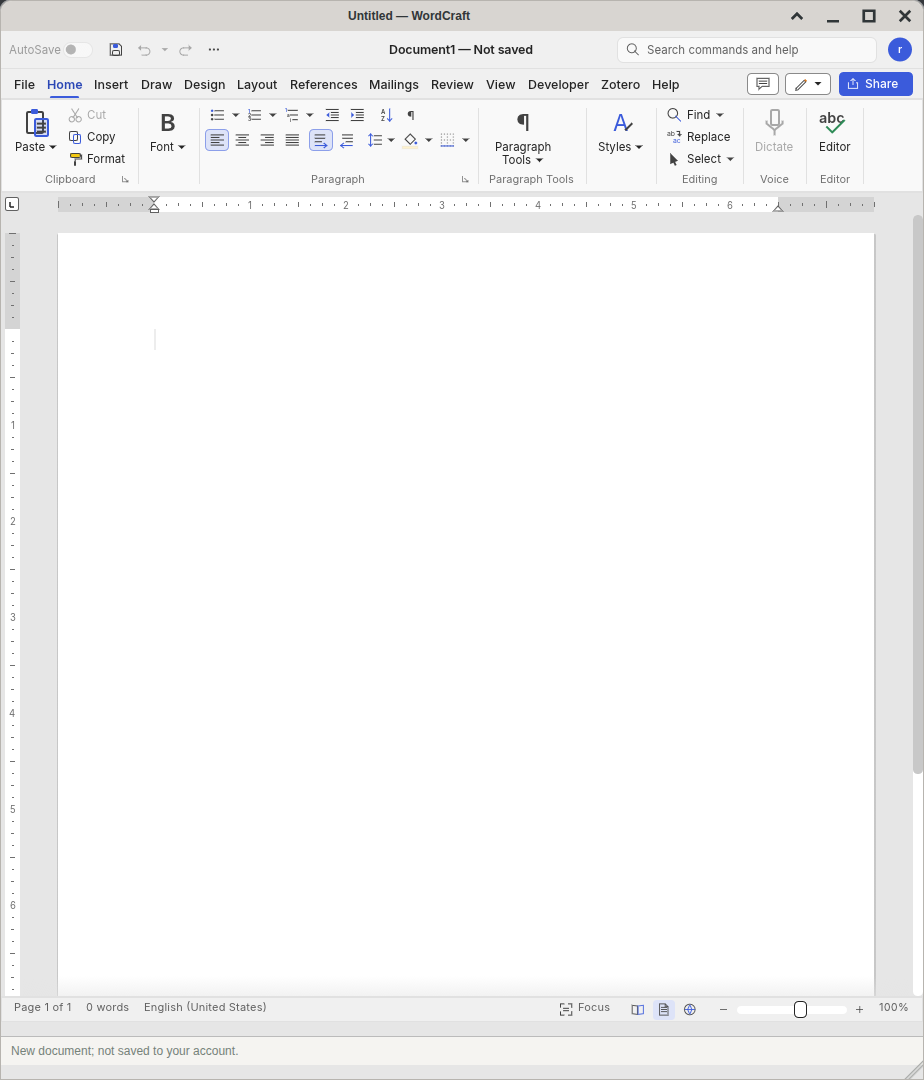 Untitled — WordCraft
AutoSave
Document1 — Not saved
Search commands and help
r
File Home Insert Draw Design Layout References Mailings Review View Developer Zotero Help
Share
Paste
Cut
Copy
Format
Clipboard
B
Font
Paragraph
Paragraph Tools
Paragraph Tools
A
Styles
Find
Replace
Select
Editing
Dictate
Voice
abc
Editor
Editor
1 2 3 4 5 6
1
2
3
4
5
6
Page 1 of 1 0 words English (United States) Focus 100%
New document; not saved to your account.